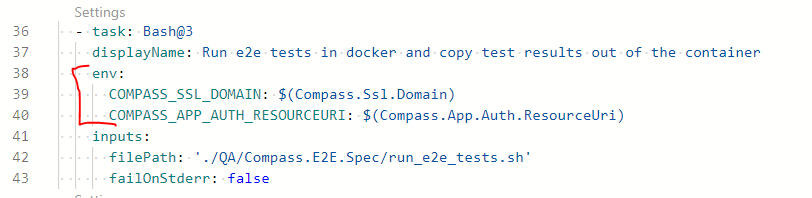 Settings
36 - task: Bash@3
37 displayName: Run e2e tests in docker and copy test results out of the container
38 env:
39 COMPASS_SSL_DOMAIN: $(Compass.Ssl.Domain)
40 COMPASS_APP_AUTH_RESOURCEURI: $(Compass.App.Auth.ResourceUri)
41 inputs:
42 filePath: './QA/Compass.E2E.Spec/run_e2e_tests.sh'
43 failOnStderr: false